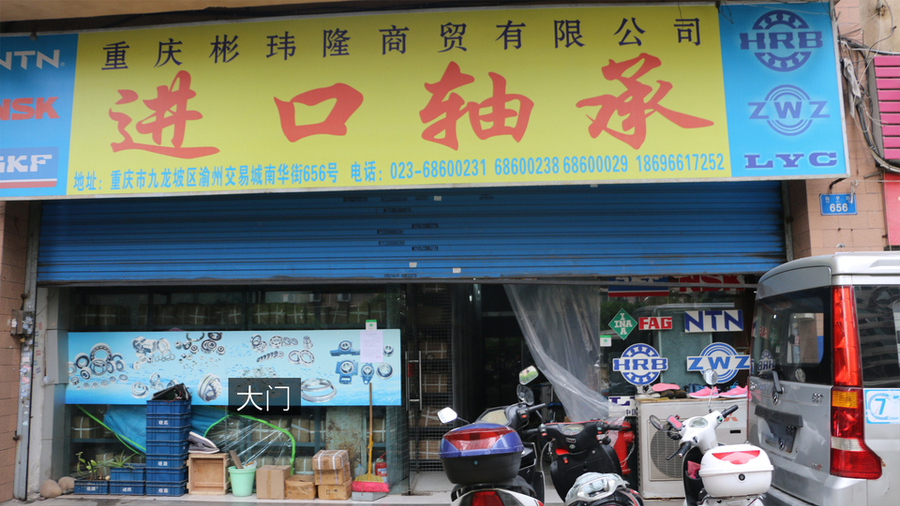 重庆彬玮隆商贸有限公司
进口轴承
地址：重庆市九龙坡区渝州交易城南华街656号 电话：023-68600231 68600238 68600029 18696617252
NTN
NSK
SKF
HRB
ZWZ
LYC
656
INA
FAG
NTN
HRB
ZWZ
大门
7